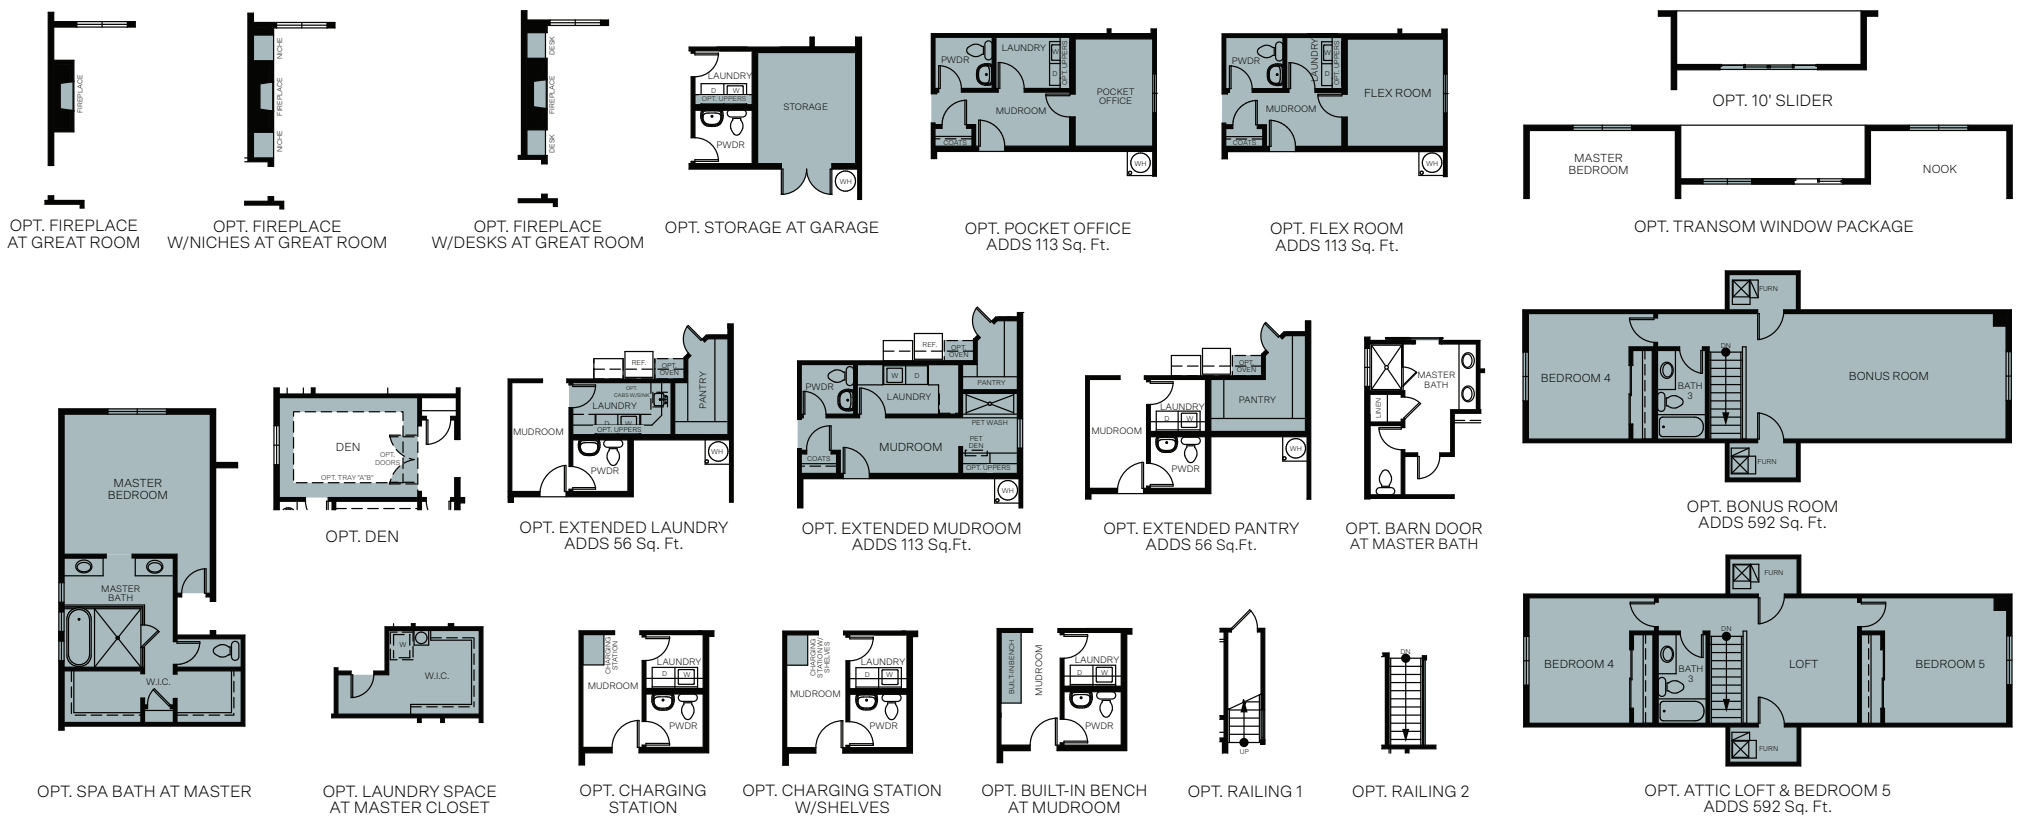 FIREPLACE
OPT. FIREPLACE
AT GREAT ROOM
NICHE
FIREPLACE
NICHE
OPT. FIREPLACE
W/NICHES AT GREAT ROOM
DESK
FIREPLACE
DESK
OPT. FIREPLACE
W/DESKS AT GREAT ROOM
LAUNDRY
D W
OPT. UPPERS
PWDR
STORAGE
WH
OPT. STORAGE AT GARAGE
PWDR
LAUNDRY
W
D
OPT. UPPERS
MUDROOM
COATS
POCKET
OFFICE
WH
OPT. POCKET OFFICE
ADDS 113 Sq. Ft.
PWDR
LAUNDRY
W
D
OPT. UPPERS
MUDROOM
COATS
FLEX ROOM
WH
OPT. FLEX ROOM
ADDS 113 Sq. Ft.
OPT. 10' SLIDER
MASTER
BEDROOM
NOOK
OPT. TRANSOM WINDOW PACKAGE
MASTER
BEDROOM
MASTER
BATH
W.I.C.
OPT. SPA BATH AT MASTER
DEN
OPT.
DOORS
OPT. TRAY "A"B"
OPT. DEN
REF.
OPT.
OVEN
PANTRY
OPT.
CABS W/SINK
LAUNDRY
D W
OPT. UPPERS
MUDROOM
PWDR
WH
OPT. EXTENDED LAUNDRY
ADDS 56 Sq. Ft.
REF.
OPT.
OVEN
PANTRY
PWDR
W D
LAUNDRY
PET WASH
MUDROOM
PET
DEN
COATS
OPT. UPPERS
WH
OPT. EXTENDED MUDROOM
ADDS 113 Sq.Ft.
OPT.
OVEN
PANTRY
LAUNDRY
D W
MUDROOM
PWDR
WH
OPT. EXTENDED PANTRY
ADDS 56 Sq.Ft.
MASTER
BATH
LINEN
OPT. BARN DOOR
AT MASTER BATH
FURN
DN
BEDROOM 4
BATH
3
BONUS ROOM
FURN
OPT. BONUS ROOM
ADDS 592 Sq. Ft.
W
W.I.C.
OPT. LAUNDRY SPACE
AT MASTER CLOSET
CHARGING
STATION
LAUNDRY
D W
MUDROOM
PWDR
OPT. CHARGING
STATION
CHARGING
STATION W/
SHELVES
LAUNDRY
D W
MUDROOM
PWDR
OPT. CHARGING STATION
W/SHELVES
BUILT-IN BENCH
MUDROOM
LAUNDRY
D W
PWDR
OPT. BUILT-IN BENCH
AT MUDROOM
UP
OPT. RAILING 1
DN
OPT. RAILING 2
FURN
DN
BEDROOM 4
BATH
3
LOFT
BEDROOM 5
FURN
OPT. ATTIC LOFT & BEDROOM 5
ADDS 592 Sq. Ft.